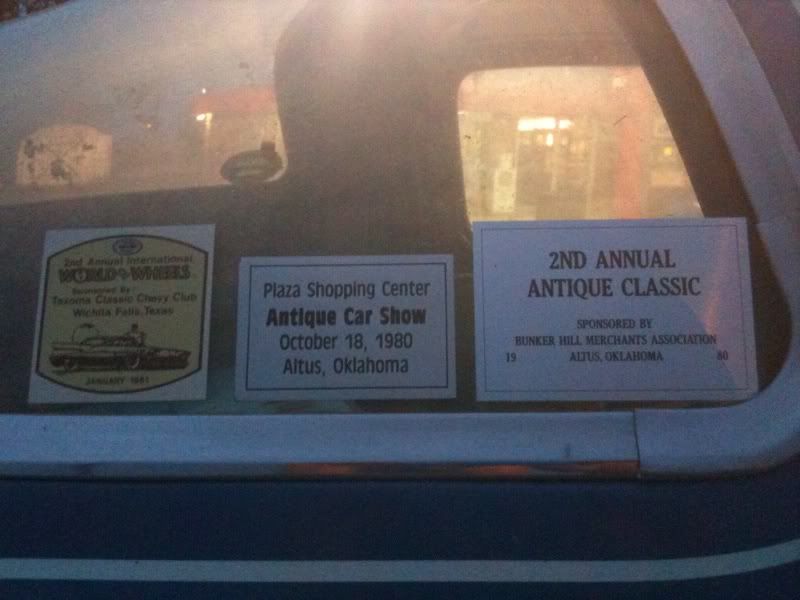 2nd Annual International
WORLD of WHEELS
Sponsored By
Texoma Classic Chevy Club
Wichita Falls, Texas
JANUARY 1981
Plaza Shopping Center
Antique Car Show
October 18, 1980
Altus, Oklahoma
2ND ANNUAL
ANTIQUE CLASSIC
SPONSORED BY
BUNKER HILL MERCHANTS ASSOCIATION
19 ALTUS, OKLAHOMA 80